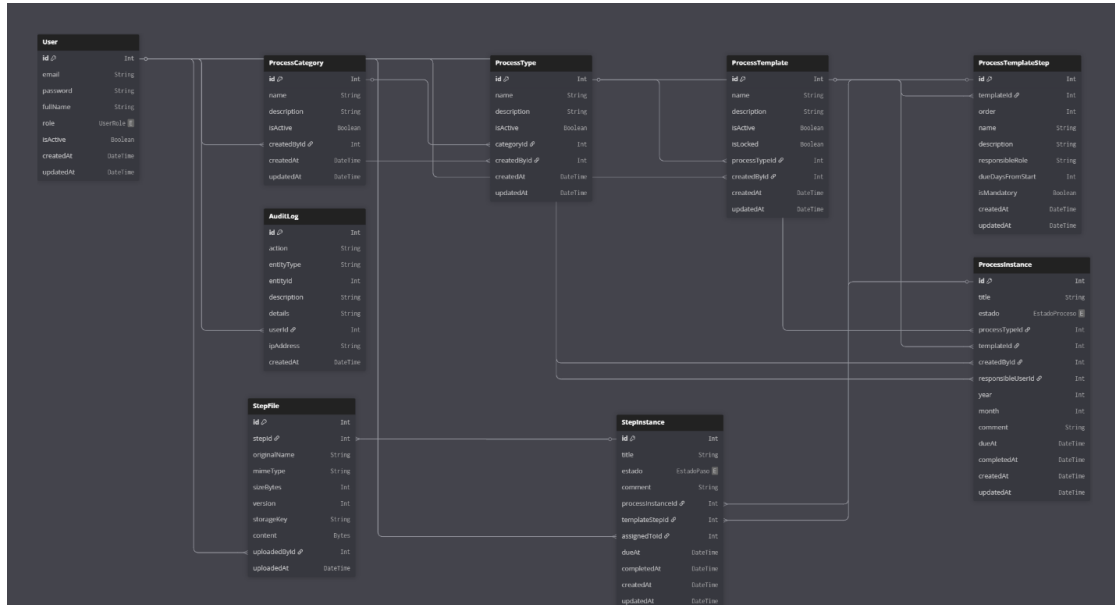 User
id Int
email String
password String
fullName String
role UserRole E
isActive Boolean
createdAt DateTime
updatedAt DateTime
ProcessCategory
id Int
name String
description String
isActive Boolean
createdById Int
createdAt DateTime
updatedAt DateTime
ProcessType
id Int
name String
description String
isActive Boolean
categoryId Int
createdById Int
createdAt DateTime
updatedAt DateTime
ProcessTemplate
id Int
name String
description String
isActive Boolean
isLocked Boolean
processTypeId Int
createdById Int
createdAt DateTime
updatedAt DateTime
ProcessTemplateStep
id Int
templateId Int
order Int
name String
description String
responsibleRole String
dueDaysFromStart Int
isMandatory Boolean
createdAt DateTime
updatedAt DateTime
AuditLog
id Int
action String
entityType String
entityId Int
description String
details String
userId Int
ipAddress String
createdAt DateTime
ProcessInstance
id Int
title String
estado EstadoProceso E
processTypeId Int
templateId Int
createdById Int
responsibleUserId Int
year Int
month Int
comment String
dueAt DateTime
completedAt DateTime
createdAt DateTime
updatedAt DateTime
StepFile
id Int
stepId Int
originalName String
mimeType String
sizeBytes Int
version Int
storageKey String
content Bytes
uploadedById Int
uploadedAt DateTime
StepInstance
id Int
title String
estado EstadoPaso E
comment String
processInstanceId Int
templateStepId Int
assignedToId Int
dueAt DateTime
completedAt DateTime
createdAt DateTime
updatedAt DateTime